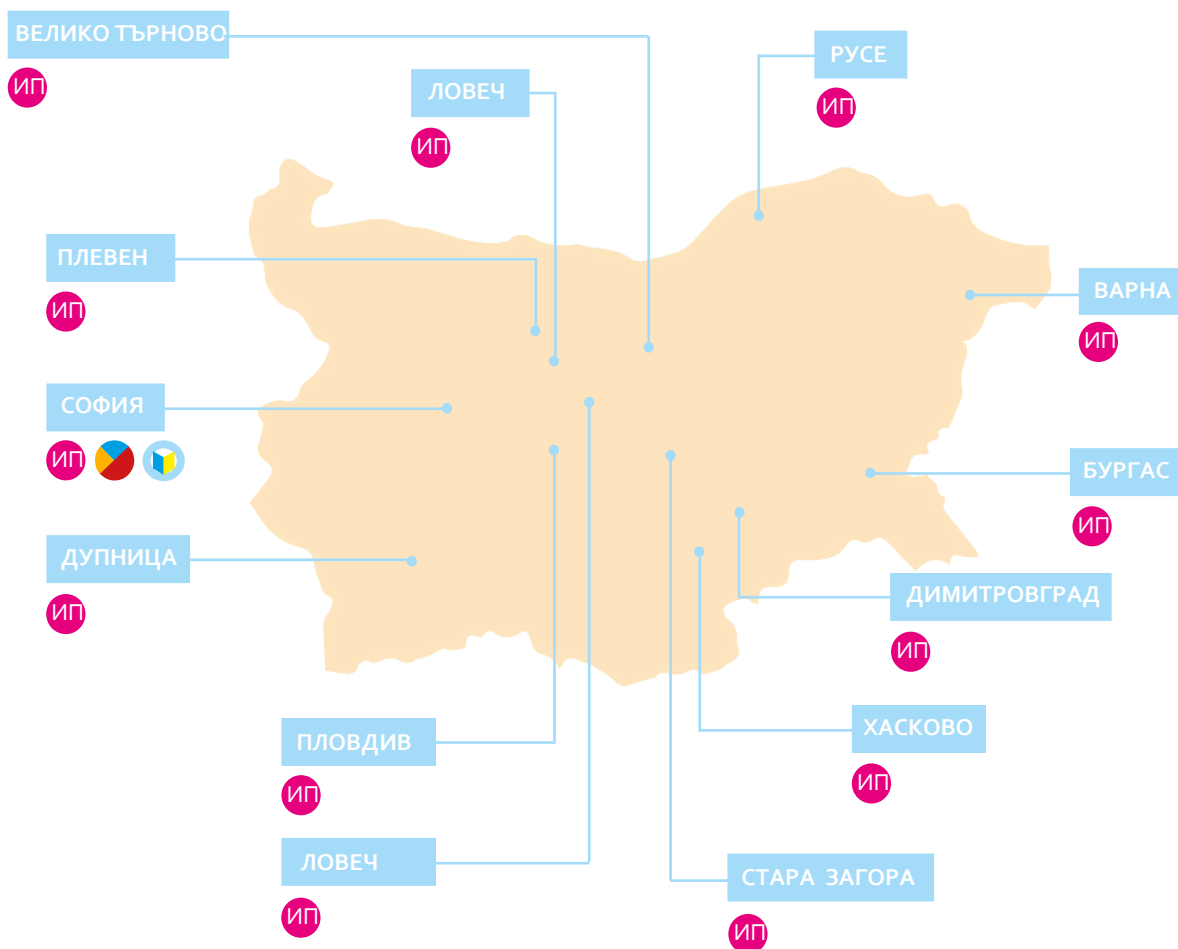 ВЕЛИКО ТЪРНОВО
ИП
РУСЕ
ИП
ЛОВЕЧ
ИП
ПЛЕВЕН
ИП
ВАРНА
ИП
СОФИЯ
ИП
БУРГАС
ИП
ДУПНИЦА
ИП
ДИМИТРОВГРАД
ИП
ХАСКОВО
ИП
ПЛОВДИВ
ИП
ЛОВЕЧ
ИП
СТАРА ЗАГОРА
ИП